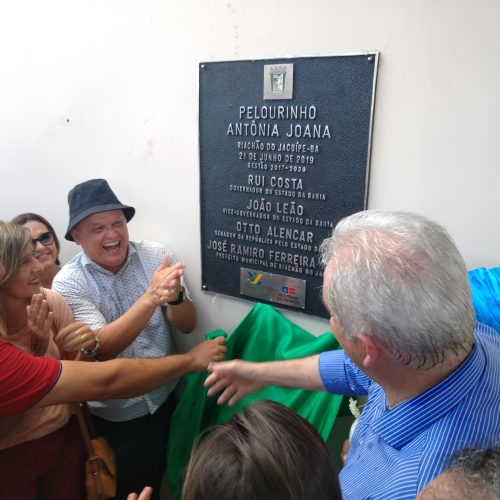 PELOURINHO
ANTÔNIA JOANA
RIACHÃO DO JACUÍPE-BA
21 DE JUNHO DE 2019
GESTÃO 2017-2020
RUI COSTA
GOVERNADOR DO ESTADO DA BAHIA
JOÃO LEÃO
VICE-GOVERNADOR DO ESTADO DA BAHIA
OTTO ALENCAR
SENADOR DA REPÚBLICA PELO ESTADO DA
JOSÉ RAMIRO FERREIRA
PREFEITO MUNICIPAL DE RIACHÃO DO